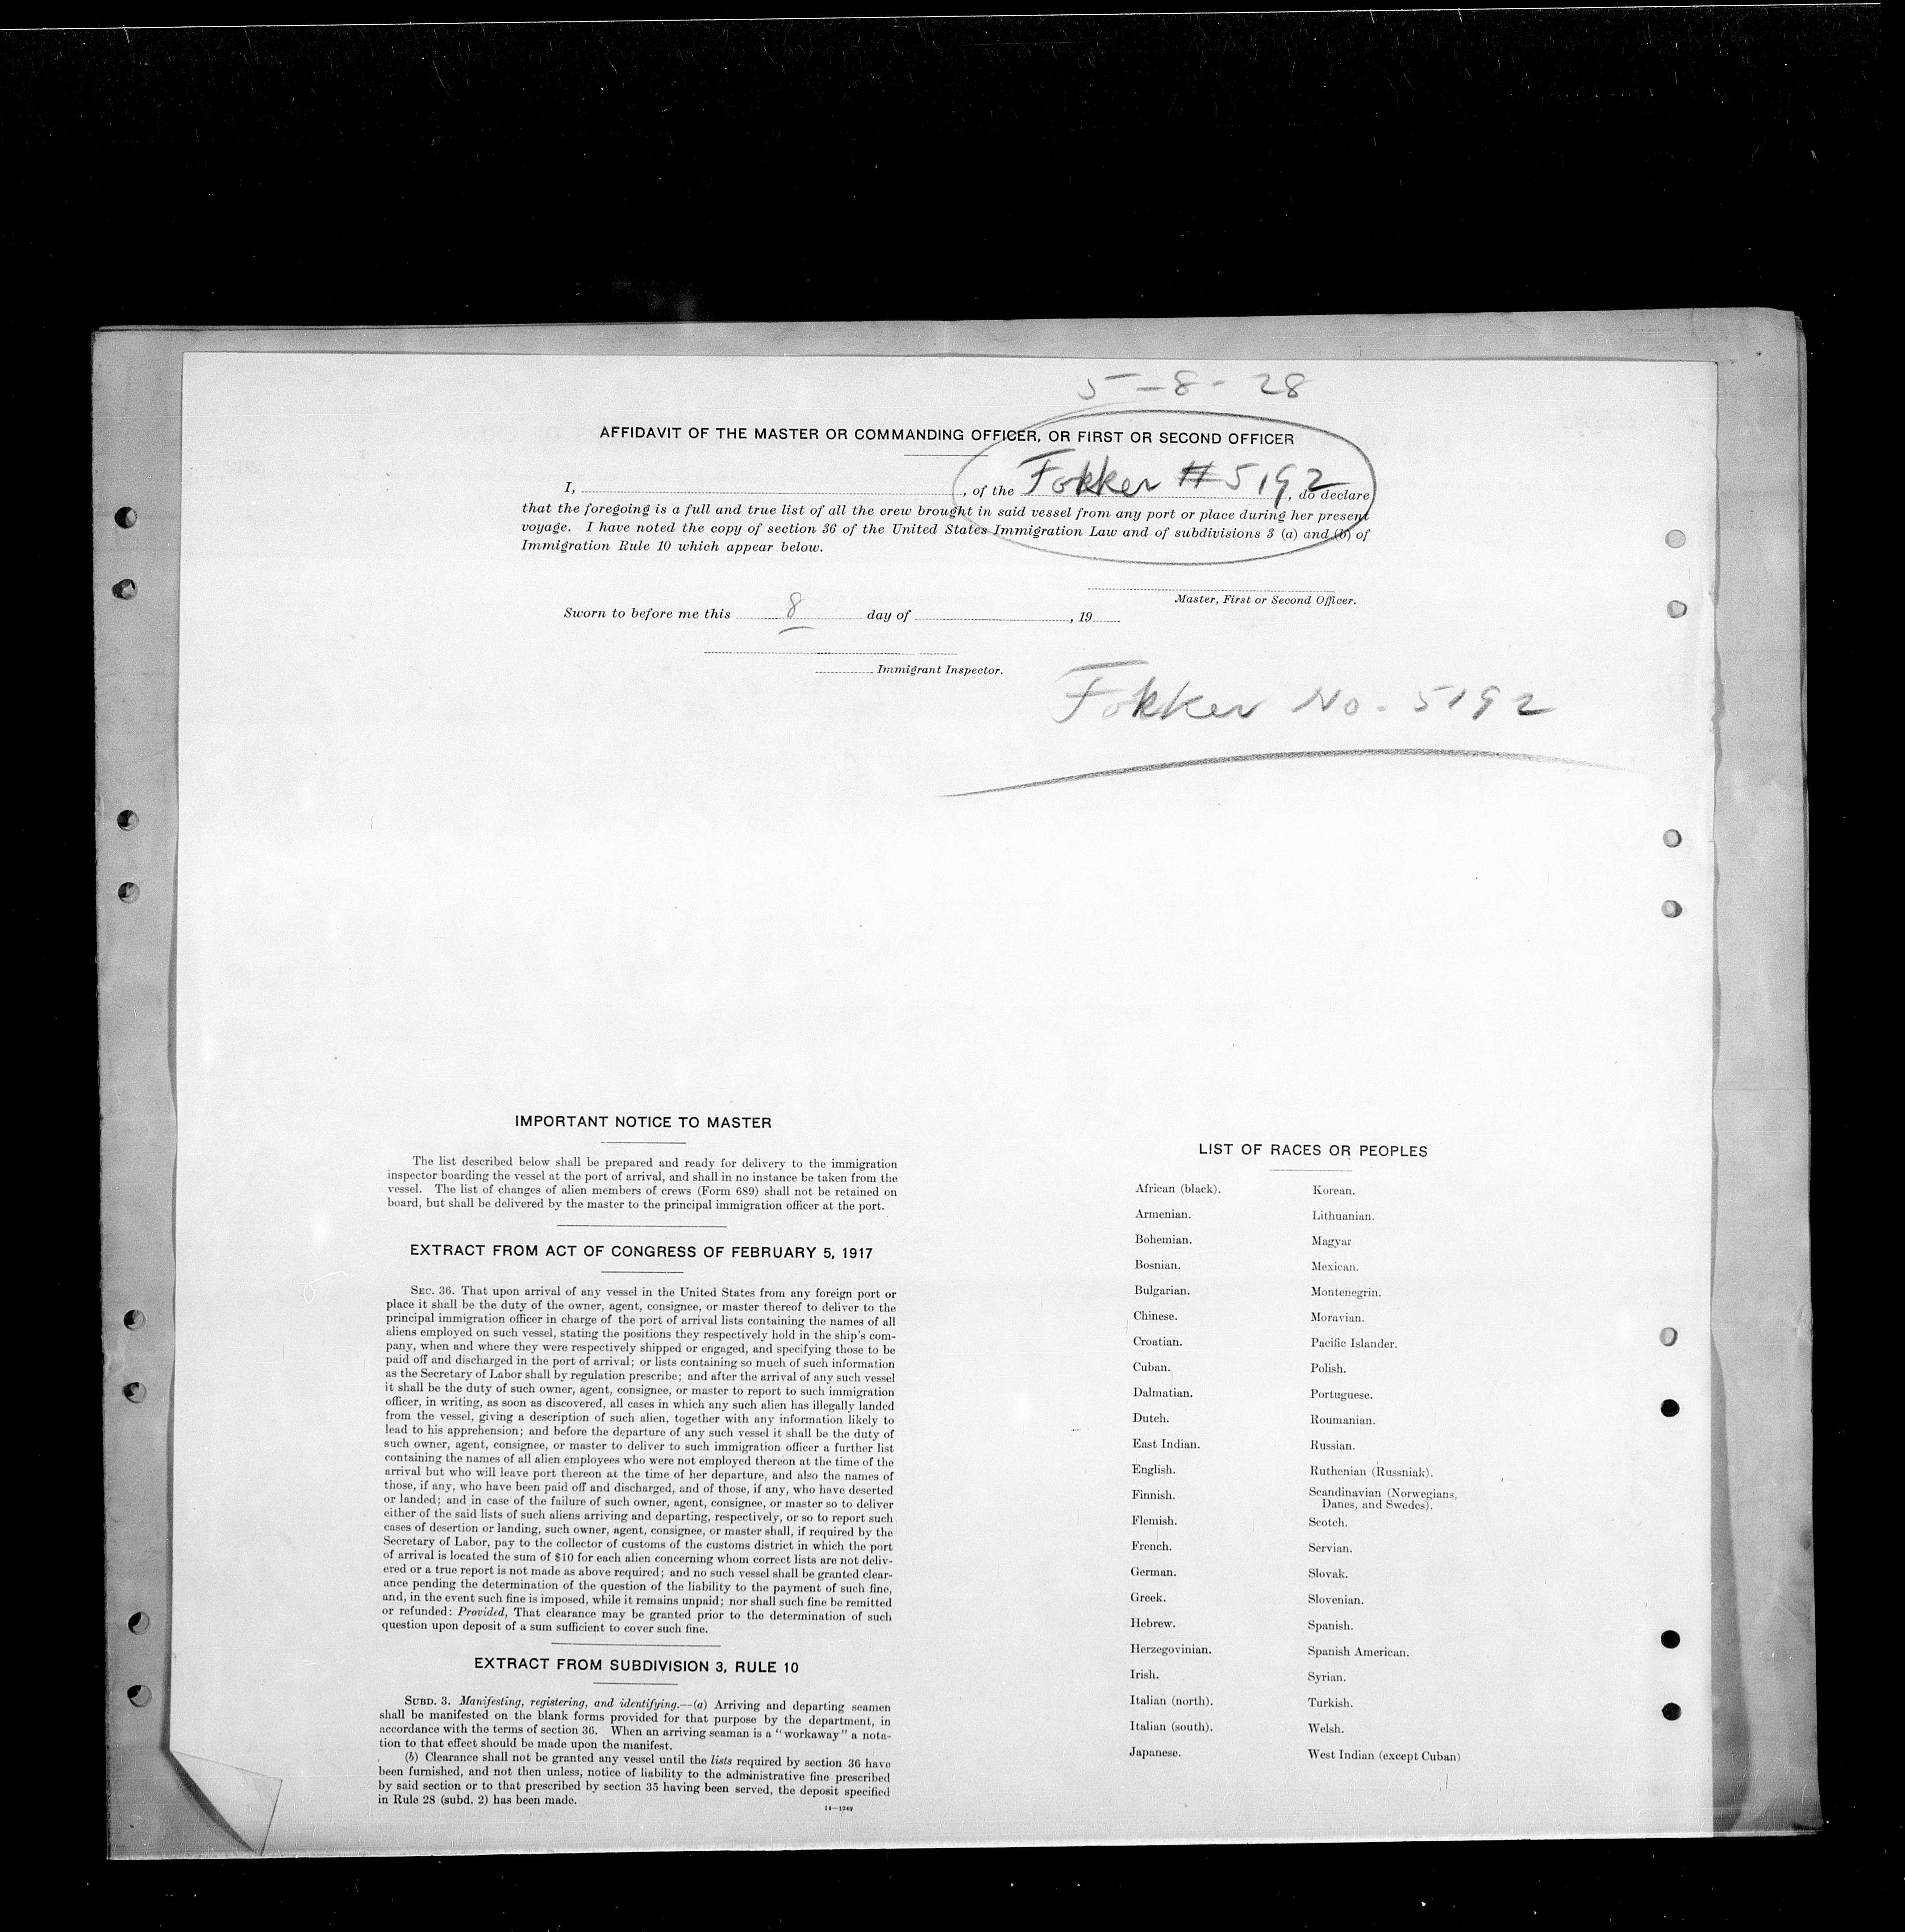 5-8-28
AFFIDAVIT OF THE MASTER OR COMMANDING OFFICER, OR FIRST OR SECOND OFFICER
I, , of the Fokker #5192, do declare
that the foregoing is a full and true list of all the crew brought in said vessel from any port or place during her present
voyage. I have noted the copy of section 36 of the United States Immigration Law and of subdivisions 3 (a) and (b) of
Immigration Rule 10 which appear below.
Master, First or Second Officer.
Sworn to before me this 8 day of , 19
Immigrant Inspector.
Fokker No. 5192
IMPORTANT NOTICE TO MASTER
The list described below shall be prepared and ready for delivery to the immigration
inspector boarding the vessel at the port of arrival, and shall in no instance be taken from the
vessel. The list of changes of alien members of crews (Form 689) shall not be retained on
board, but shall be delivered by the master to the principal immigration officer at the port.
EXTRACT FROM ACT OF CONGRESS OF FEBRUARY 5, 1917
SEC. 36. That upon arrival of any vessel in the United States from any foreign port or
place it shall be the duty of the owner, agent, consignee, or master thereof to deliver to the
principal immigration officer in charge of the port of arrival lists containing the names of all
aliens employed on such vessel, stating the positions they respectively hold in the ship's com-
pany, when and where they were respectively shipped or engaged, and specifying those to be
paid off and discharged in the port of arrival; or lists containing so much of such information
as the Secretary of Labor shall by regulation prescribe; and after the arrival of any such vessel
it shall be the duty of such owner, agent, consignee, or master to report to such immigration
officer, in writing, as soon as discovered, all cases in which any such alien has illegally landed
from the vessel, giving a description of such alien, together with any information likely to
lead to his apprehension; and before the departure of any such vessel it shall be the duty of
such owner, agent, consignee, or master to deliver to such immigration officer a further list
containing the names of all alien employees who were not employed thereon at the time of the
arrival but who will leave port thereon at the time of her departure, and also the names of
those, if any, who have been paid off and discharged, and of those, if any, who have deserted
or landed; and in case of the failure of such owner, agent, consignee, or master so to deliver
either of the said lists of such aliens arriving and departing, respectively, or so to report such
cases of desertion or landing, such owner, agent, consignee, or master shall, if required by the
Secretary of Labor, pay to the collector of customs of the customs district in which the port
of arrival is located the sum of $10 for each alien concerning whom correct lists are not deliv-
ered or a true report is not made as above required; and no such vessel shall be granted clear-
ance pending the determination of the question of the liability to the payment of such fine,
and, in the event such fine is imposed, while it remains unpaid; nor shall such fine be remitted
or refunded: Provided, That clearance may be granted prior to the determination of such
question upon deposit of a sum sufficient to cover such fine.
EXTRACT FROM SUBDIVISION 3, RULE 10
SUBD. 3. Manifesting, registering, and identifying.—(a) Arriving and departing seamen
shall be manifested on the blank forms provided for that purpose by the department, in
accordance with the terms of section 36. When an arriving seaman is a "workaway" a nota-
tion to that effect should be made upon the manifest.
(b) Clearance shall not be granted any vessel until the lists required by section 36 have
been furnished, and not then unless, notice of liability to the administrative fine prescribed
by said section or to that prescribed by section 35 having been served, the deposit specified
in Rule 28 (subd. 2) has been made.
14—1249
LIST OF RACES OR PEOPLES
African (black).
Armenian.
Bohemian.
Bosnian.
Bulgarian.
Chinese.
Croatian.
Cuban.
Dalmatian.
Dutch.
East Indian.
English.
Finnish.
Flemish.
French.
German.
Greek.
Hebrew.
Herzegovinian.
Irish.
Italian (north).
Italian (south).
Japanese.
Korean.
Lithuanian.
Magyar
Mexican.
Montenegrin.
Moravian.
Pacific Islander.
Polish.
Portuguese.
Roumanian.
Russian.
Ruthenian (Russniak).
Scandinavian (Norwegians,
Danes, and Swedes).
Scotch.
Servian.
Slovak.
Slovenian.
Spanish.
Spanish American.
Syrian.
Turkish.
Welsh.
West Indian (except Cuban)